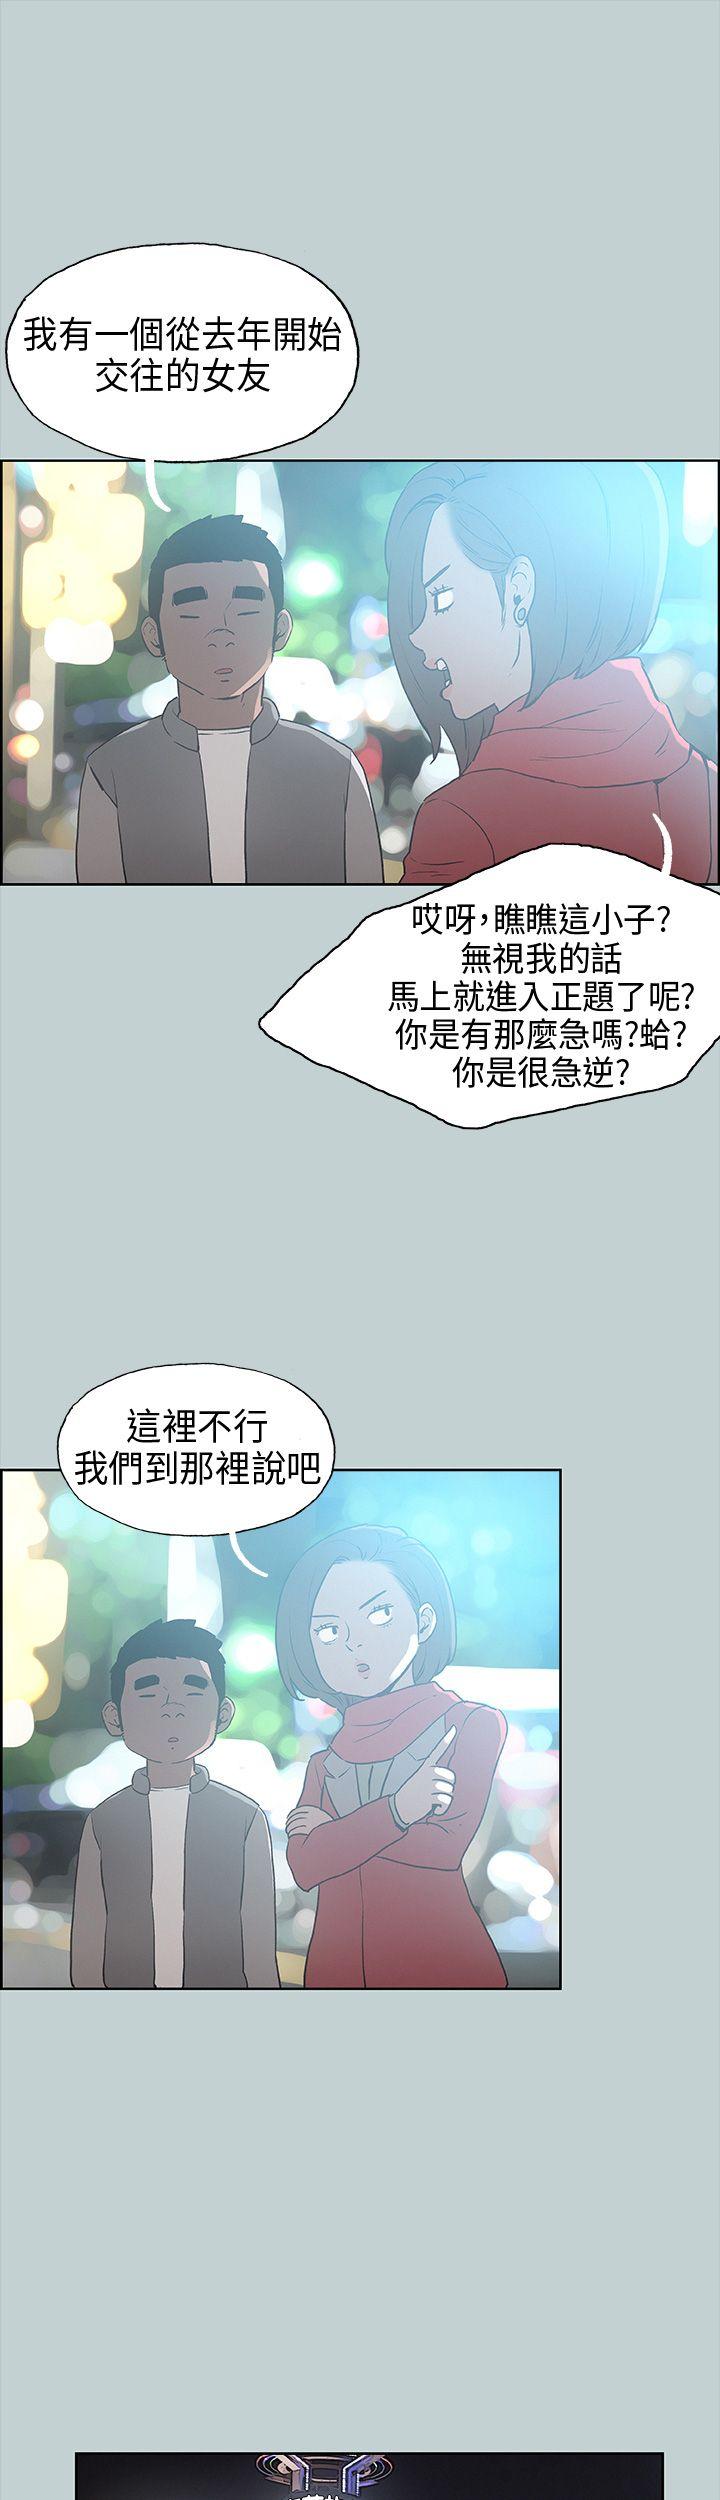 我有一個從去年開始
交往的女友
哎呀,瞧瞧這小子?
無視我的話
馬上就進入正題了呢?
你是有那麼急嗎?蛤?
你是很急逆?
這裡不行
我們到那裡說吧